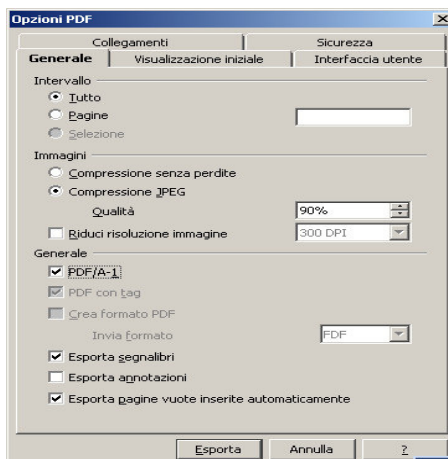 Opzioni PDF
Collegamenti Sicurezza
Generale Visualizzazione iniziale Interfaccia utente
Intervallo
Tutto
Pagine
Selezione
Immagini
Compressione senza perdite
Compressione JPEG
Qualità 90%
Riduci risoluzione immagine 300 DPI
Generale
PDF/A-1
PDF con tag
Crea formato PDF
Invia formato FDF
Esporta segnalibri
Esporta annotazioni
Esporta pagine vuote inserite automaticamente
Esporta Annulla ?